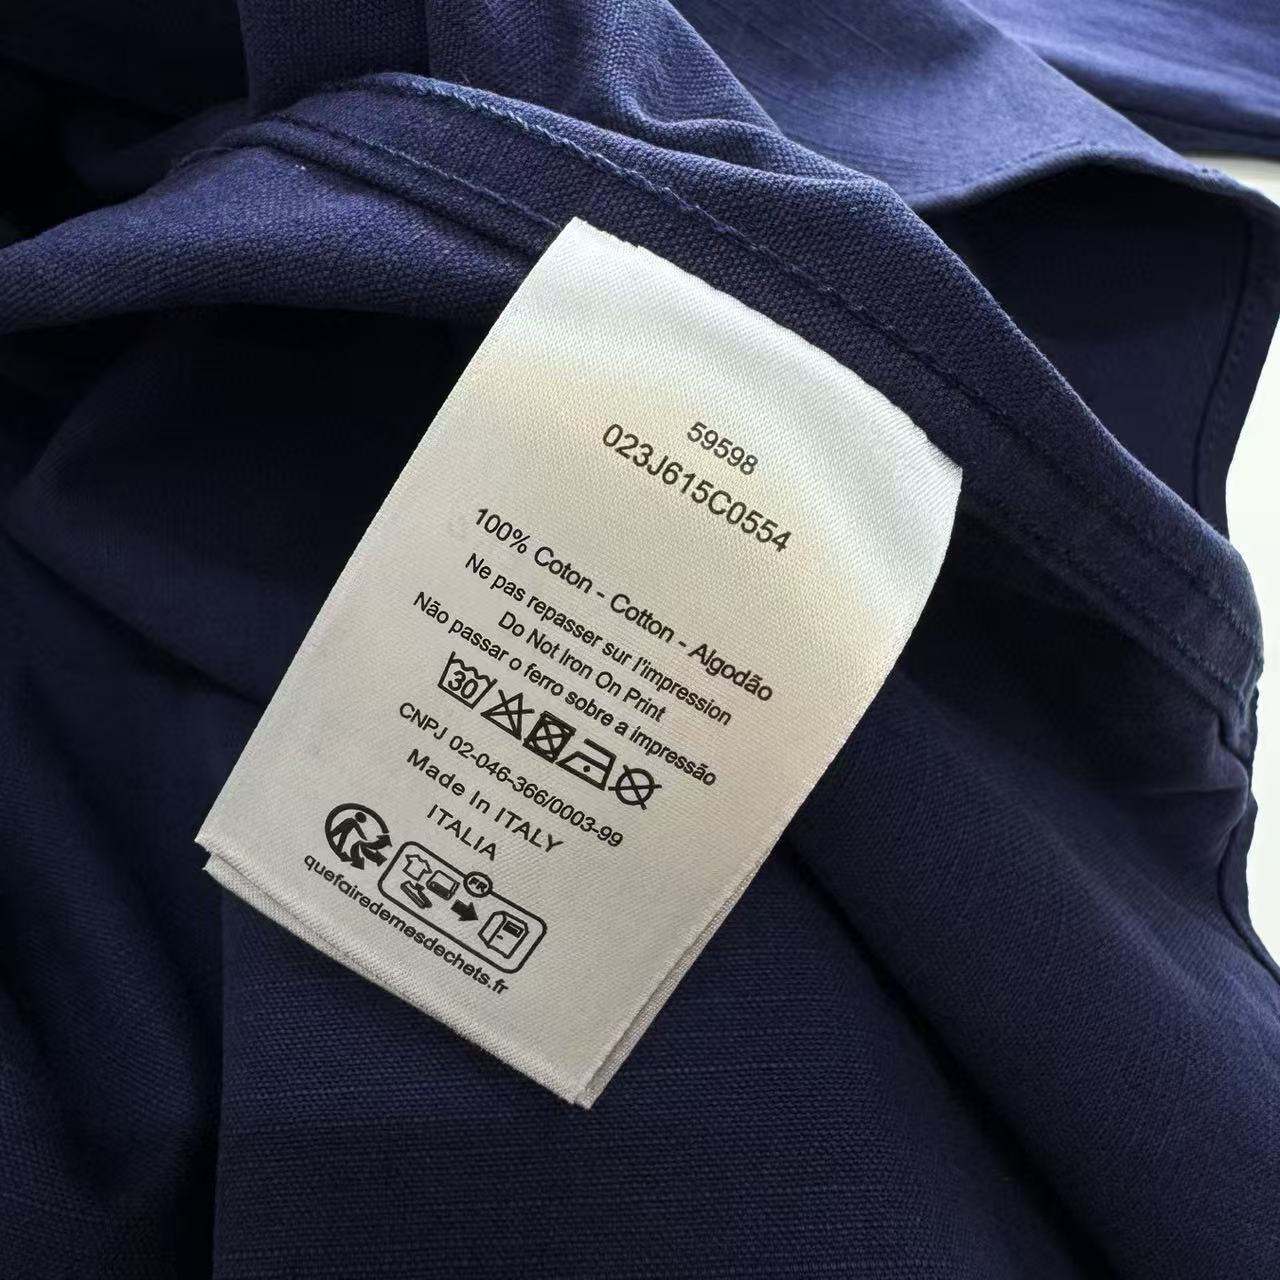 59598
023J615C0554
100% Coton - Cotton - Algodão
Ne pas repasser sur l'impression
Do Not Iron On Print
Não passar o ferro sobre a impressão
30
CNPJ 02-046-366/0003-99
Made In ITALY
ITALIA
FR
quefairedemesdechets.fr